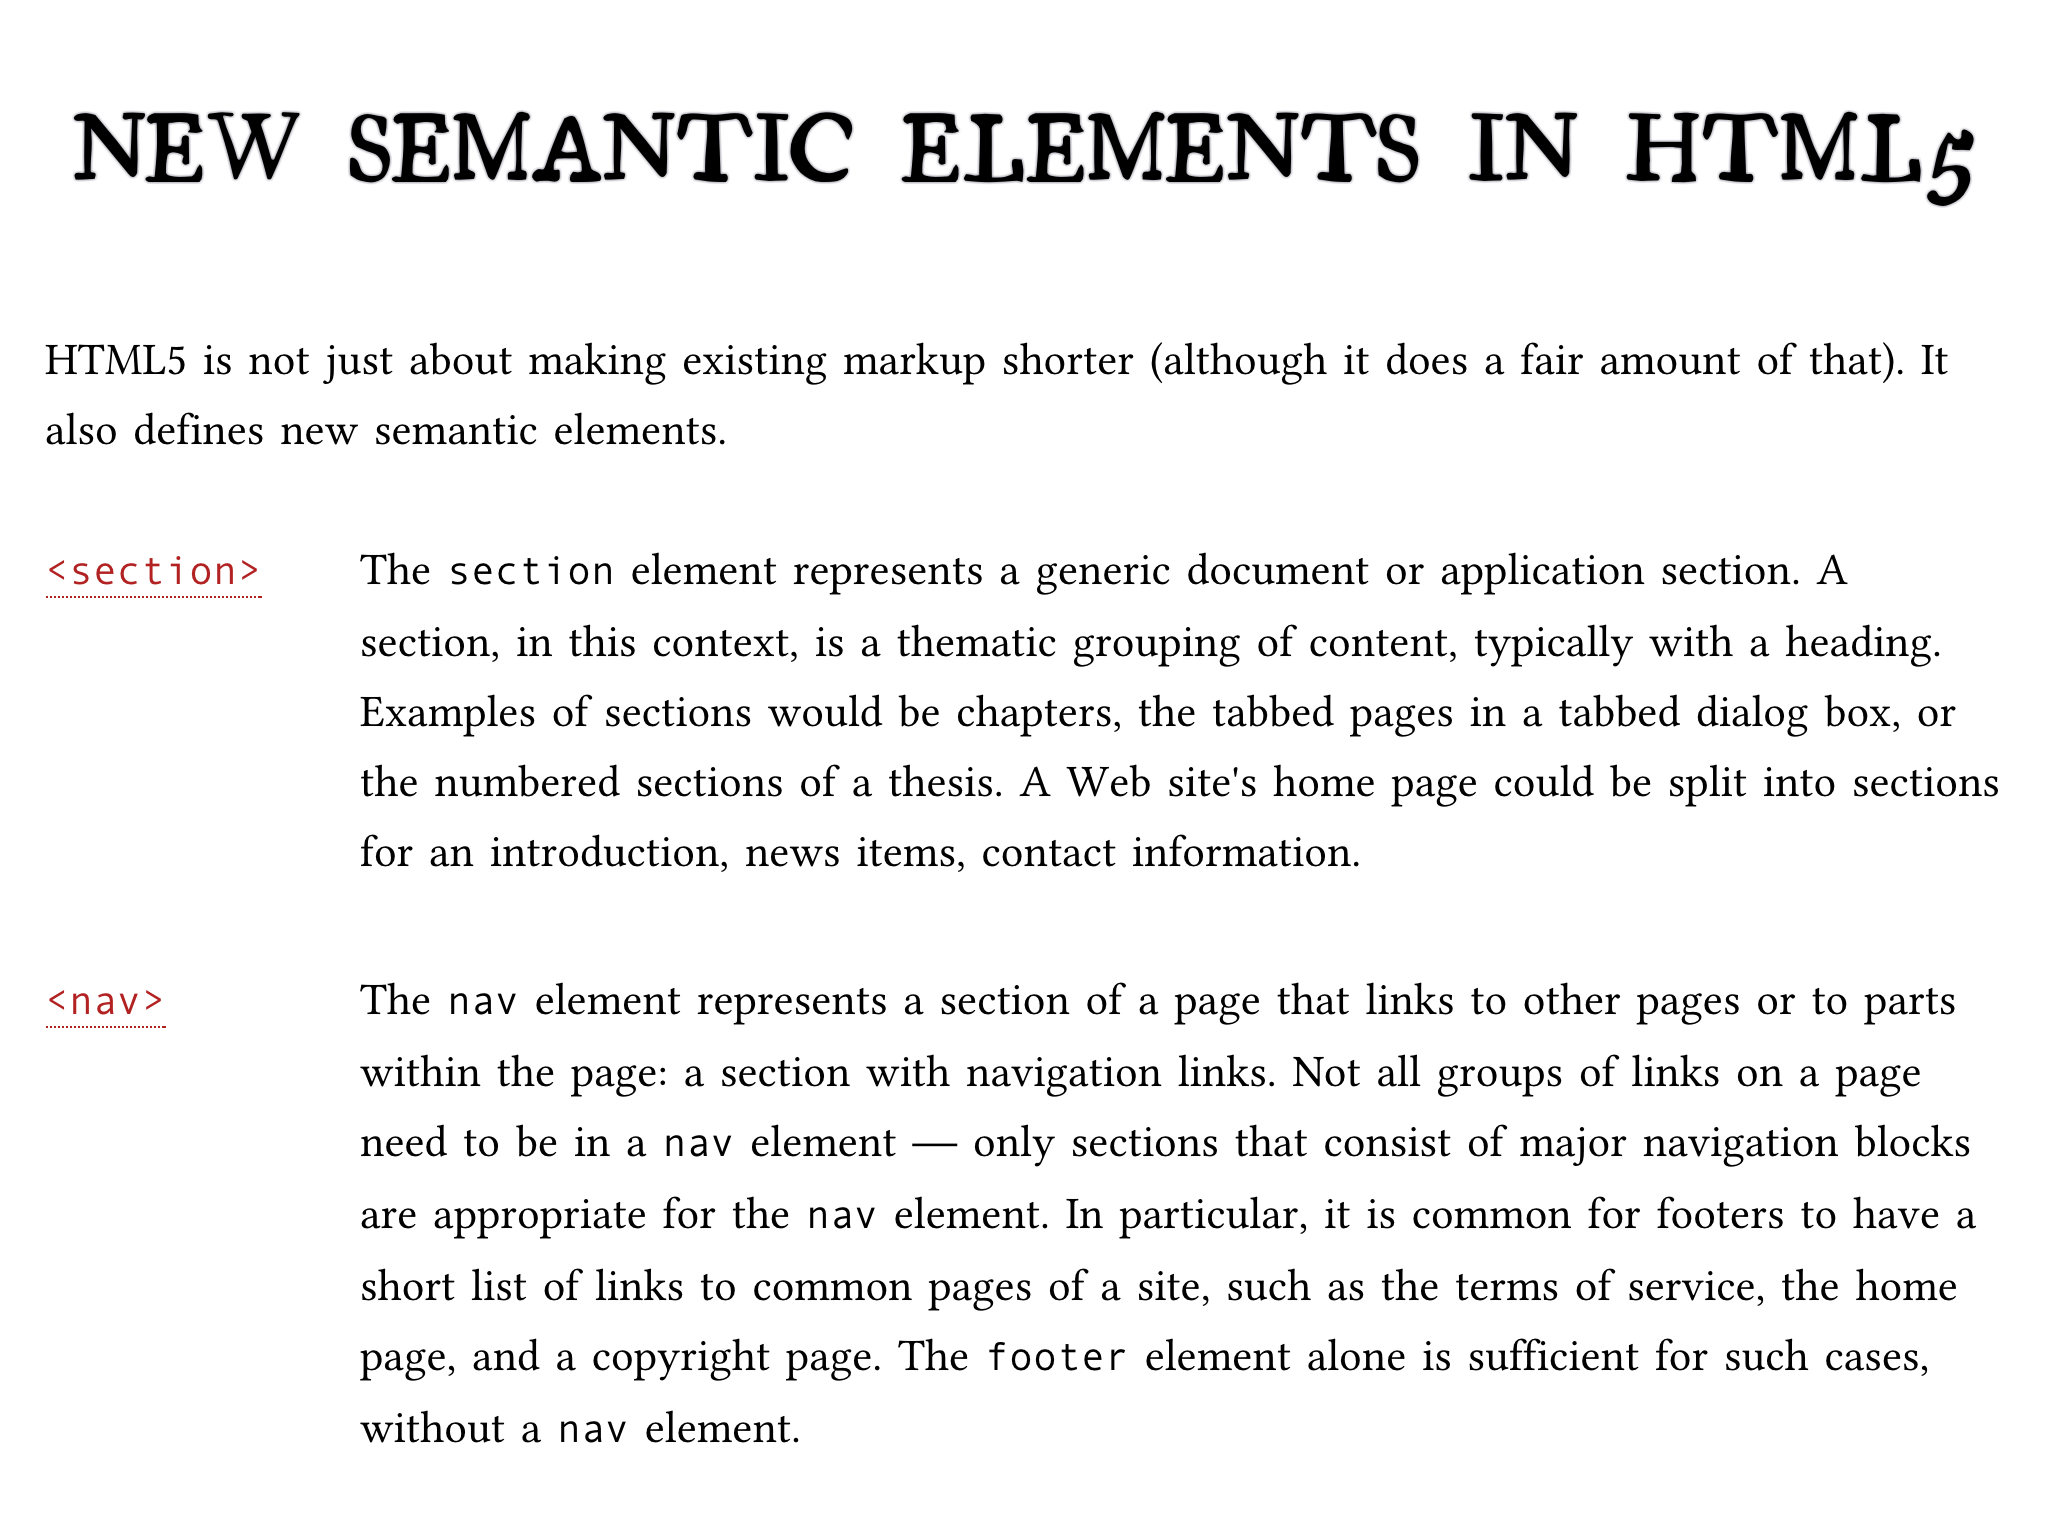 NEW SEMANTIC ELEMENTS IN HTML5
HTML5 is not just about making existing markup shorter (although it does a fair amount of that). It
also defines new semantic elements.
<section>
The section element represents a generic document or application section. A
section, in this context, is a thematic grouping of content, typically with a heading.
Examples of sections would be chapters, the tabbed pages in a tabbed dialog box, or
the numbered sections of a thesis. A Web site's home page could be split into sections
for an introduction, news items, contact information.
<nav>
The nav element represents a section of a page that links to other pages or to parts
within the page: a section with navigation links. Not all groups of links on a page
need to be in a nav element — only sections that consist of major navigation blocks
are appropriate for the nav element. In particular, it is common for footers to have a
short list of links to common pages of a site, such as the terms of service, the home
page, and a copyright page. The footer element alone is sufficient for such cases,
without a nav element.